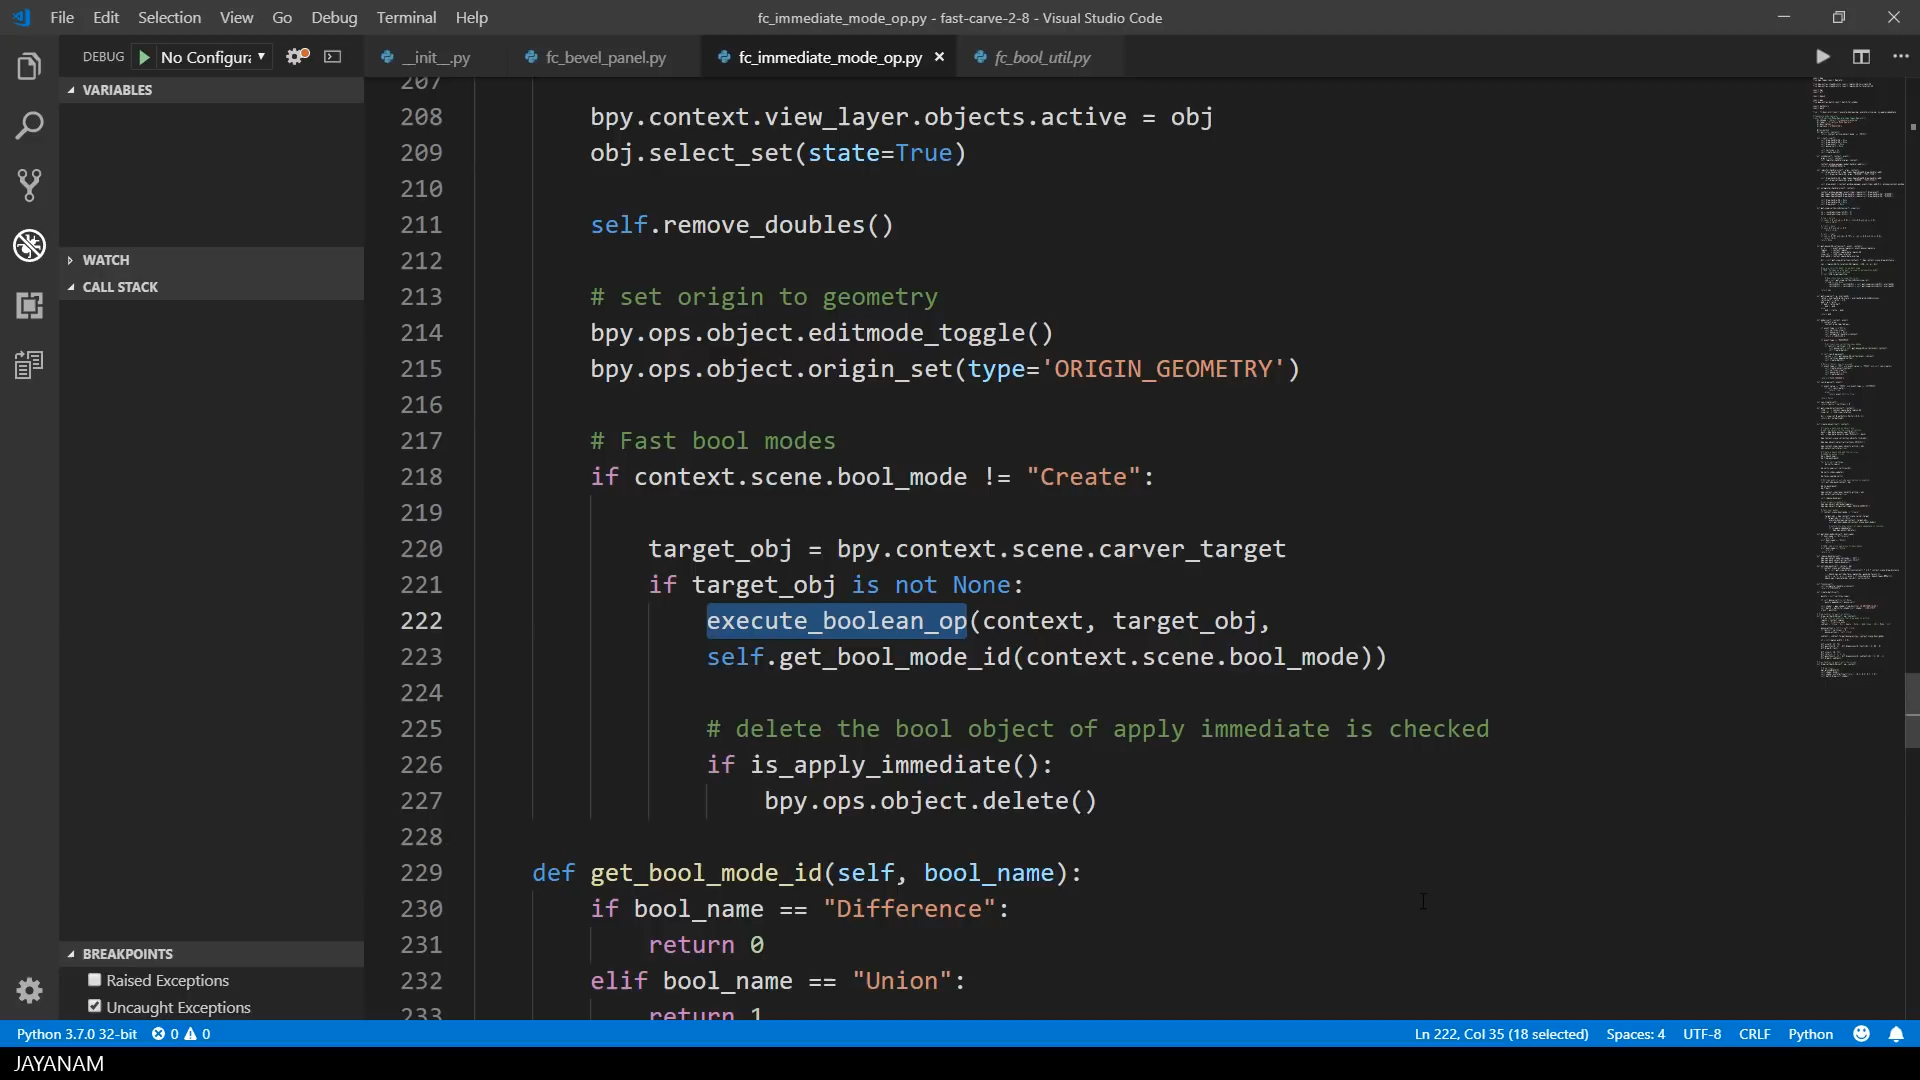 File Edit Selection View Go Debug Terminal Help
fc_immediate_mode_op.py - fast-carve-2-8 - Visual Studio Code
DEBUG No Configura
__init__.py fc_bevel_panel.py fc_immediate_mode_op.py fc_bool_util.py
VARIABLES
WATCH
CALL STACK
BREAKPOINTS
Raised Exceptions
Uncaught Exceptions
207
208 bpy.context.view_layer.objects.active = obj
209 obj.select_set(state=True)
210
211 self.remove_doubles()
212
213 # set origin to geometry
214 bpy.ops.object.editmode_toggle()
215 bpy.ops.object.origin_set(type='ORIGIN_GEOMETRY')
216
217 # Fast bool modes
218 if context.scene.bool_mode != "Create":
219
220 target_obj = bpy.context.scene.carver_target
221 if target_obj is not None:
222 execute_boolean_op(context, target_obj,
223 self.get_bool_mode_id(context.scene.bool_mode))
224
225 # delete the bool object of apply immediate is checked
226 if is_apply_immediate():
227 bpy.ops.object.delete()
228
229 def get_bool_mode_id(self, bool_name):
230 if bool_name == "Difference":
231 return 0
232 elif bool_name == "Union":
233 return 1
Python 3.7.0 32-bit 0 0 Ln 222, Col 35 (18 selected) Spaces: 4 UTF-8 CRLF Python
JAYANAM